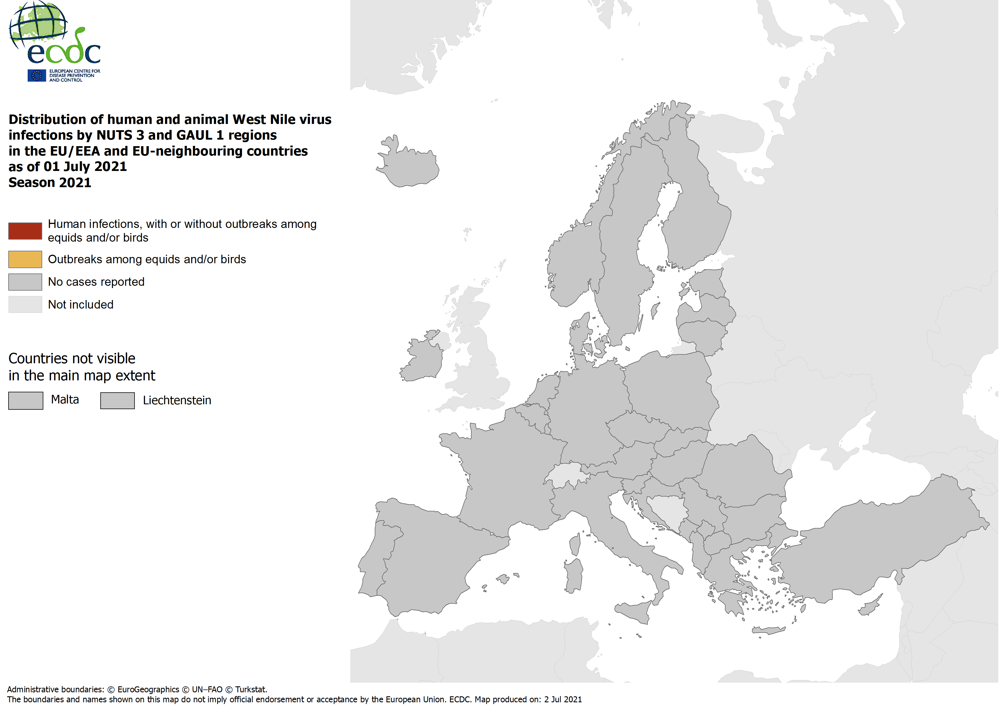 ecdc
EUROPEAN CENTRE FOR
DISEASE PREVENTION
AND CONTROL
Distribution of human and animal West Nile virus
infections by NUTS 3 and GAUL 1 regions
in the EU/EEA and EU-neighbouring countries
as of 01 July 2021
Season 2021
Human infections, with or without outbreaks among
equids and/or birds
Outbreaks among equids and/or birds
No cases reported
Not included
Countries not visible
in the main map extent
Malta
Liechtenstein
Administrative boundaries: © EuroGeographics © UN–FAO © Turkstat.
The boundaries and names shown on this map do not imply official endorsement or acceptance by the European Union. ECDC. Map produced on: 2 Jul 2021